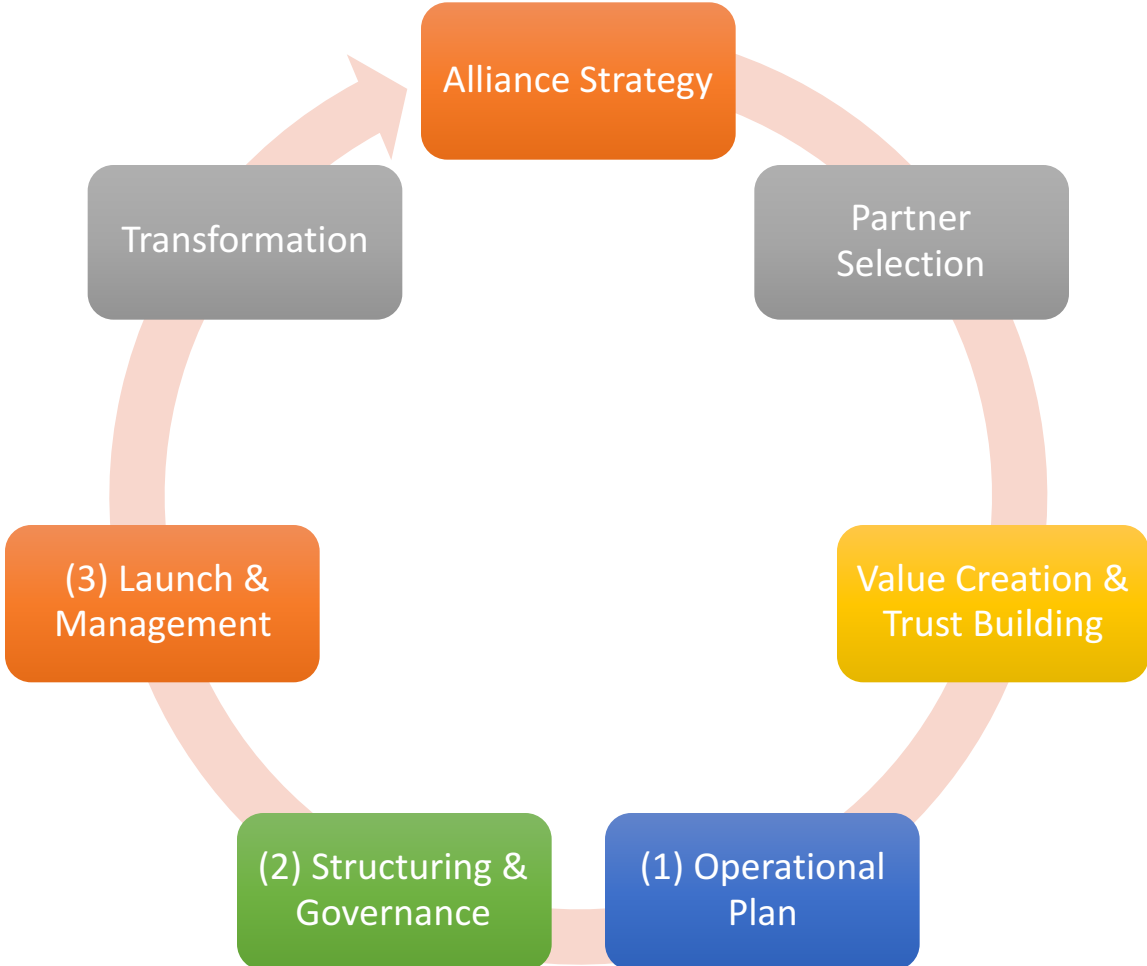 Alliance Strategy
Partner
Selection
Value Creation &
Trust Building
(1) Operational
Plan
(2) Structuring &
Governance
(3) Launch &
Management
Transformation